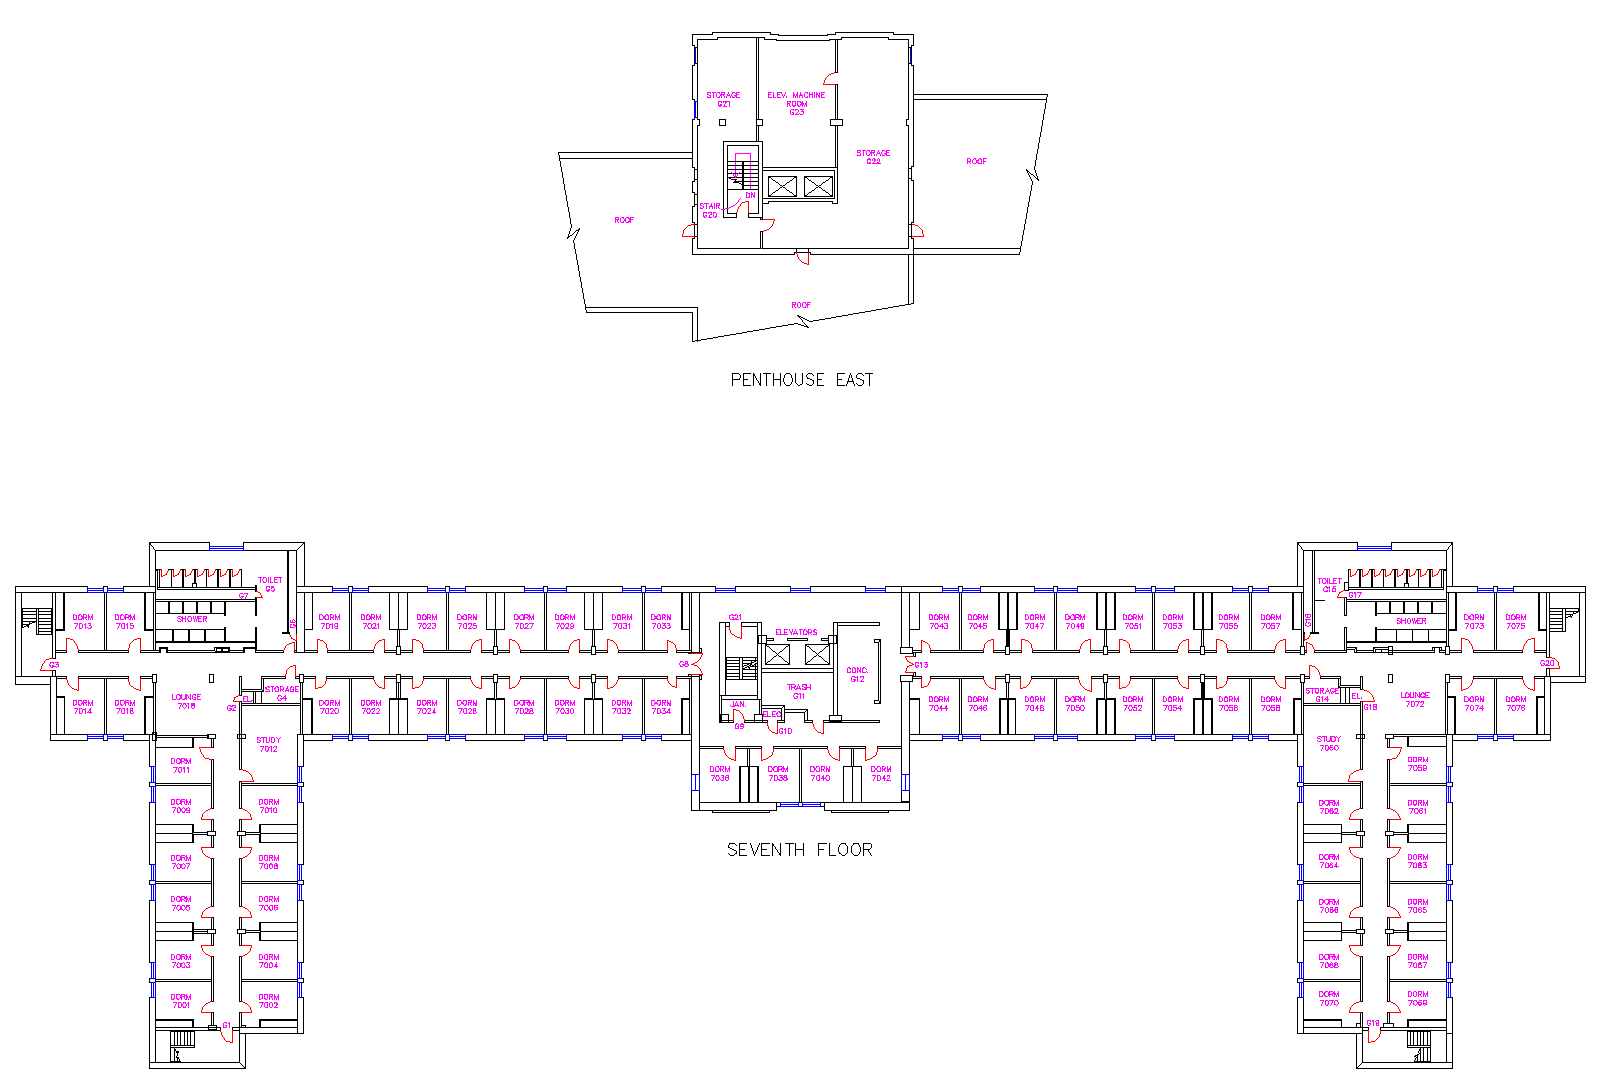 STORAGE
G21
ELEV. MACHINE
ROOM
G23
STORAGE
G22
ROOF
DN
STAIR
G20
ROOF
ROOF
PENTHOUSE EAST
TOILET
G5
G7
SHOWER
G6
DORM
7013
DORM
7015
G3
DORM
7014
DORM
7016
LOUNGE
7018
G2
EL.
STORAGE
G4
STUDY
7012
DORM
7019
DORM
7021
DORM
7023
DORM
7025
DORM
7027
DORM
7029
DORM
7031
DORM
7033
DORM
7020
DORM
7022
DORM
7024
DORM
7026
DORM
7028
DORM
7030
DORM
7032
DORM
7034
G8
G21
ELEVATORS
CONC.
G12
TRASH
G11
JAN.
G9
ELEC.
G10
G13
DORM
7036
DORM
7038
DORM
7040
DORM
7042
SEVENTH FLOOR
DORM
7043
DORM
7045
DORM
7047
DORM
7049
DORM
7051
DORM
7053
DORM
7055
DORM
7057
DORM
7044
DORM
7046
DORM
7048
DORM
7050
DORM
7052
DORM
7054
DORM
7056
DORM
7058
TOILET
G15
G17
SHOWER
G16
DORM
7073
DORM
7075
G20
STORAGE
G14
EL.
G18
LOUNGE
7072
DORM
7074
DORM
7076
STUDY
7060
DORM
7011
DORM
7009
DORM
7010
DORM
7007
DORM
7008
DORM
7005
DORM
7006
DORM
7003
DORM
7004
DORM
7001
DORM
7002
G1
DORM
7059
DORM
7062
DORM
7061
DORM
7064
DORM
7063
DORM
7066
DORM
7065
DORM
7068
DORM
7067
DORM
7070
DORM
7069
G19